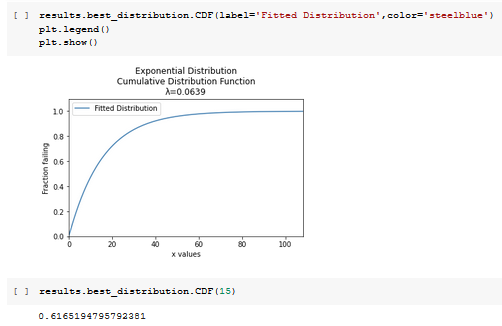 [ ] results.best_distribution.CDF(label='Fitted Distribution',color='steelblue')
plt.legend()
plt.show()
Exponential Distribution
Cumulative Distribution Function
λ=0.0639
Fitted Distribution
1.0
0.8
0.6
0.4
0.2
0.0
Fraction failing
0 20 40 60 80 100
x values
[ ] results.best_distribution.CDF(15)
0.6165194795792381